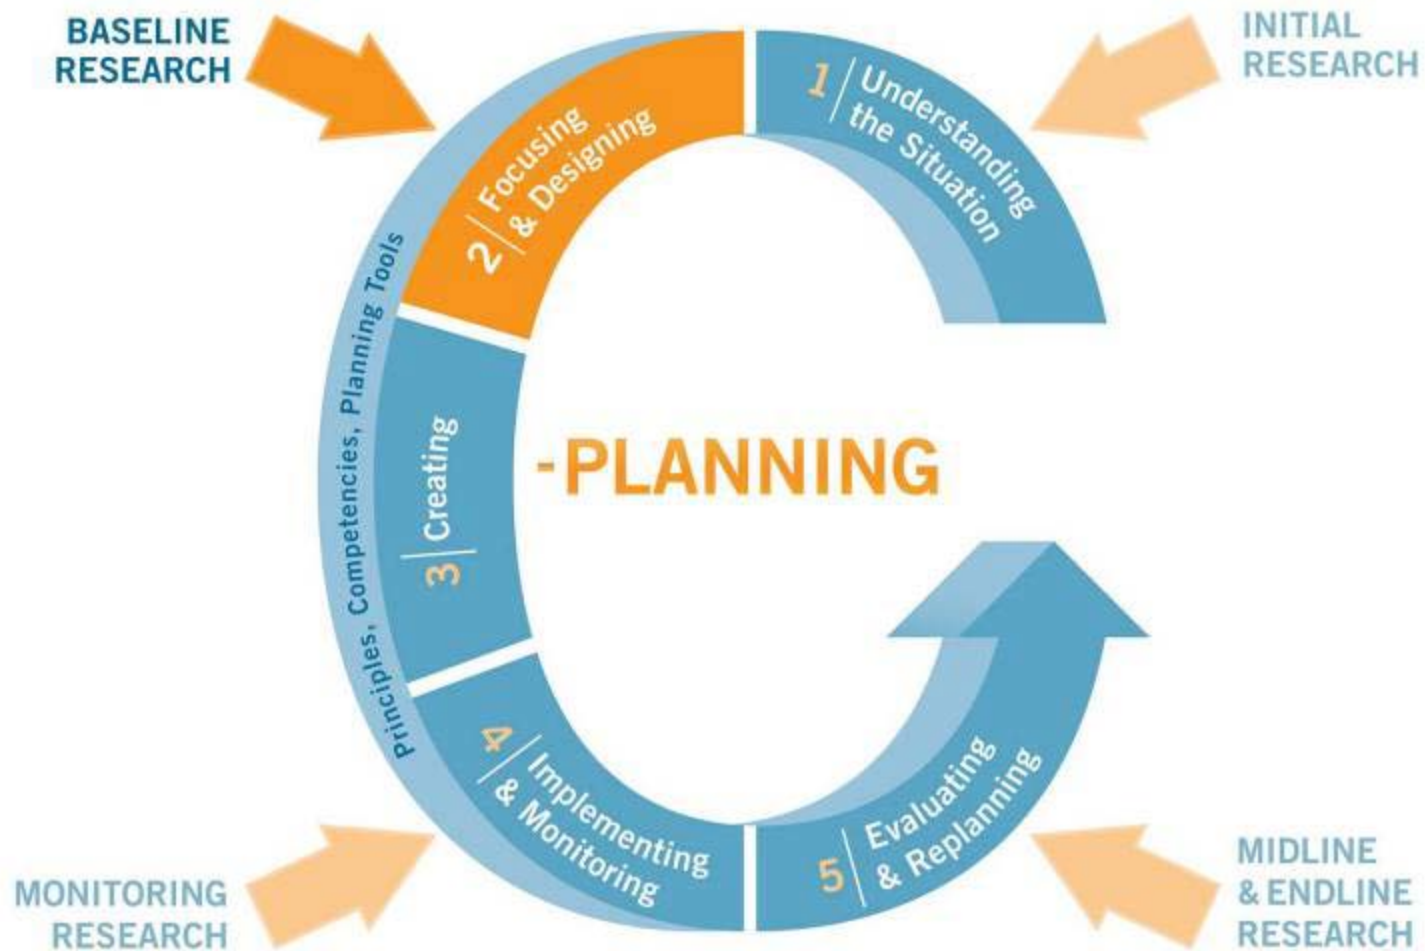 BASELINE
RESEARCH
INITIAL
RESEARCH
1
Understanding
the Situation
2
Focusing
& Designing
Principles, Competencies, Planning Tools
3
Creating
-PLANNING
4
Implementing
& Monitoring
5
Evaluating
& Replanning
MONITORING
RESEARCH
MIDLINE
& ENDLINE
RESEARCH